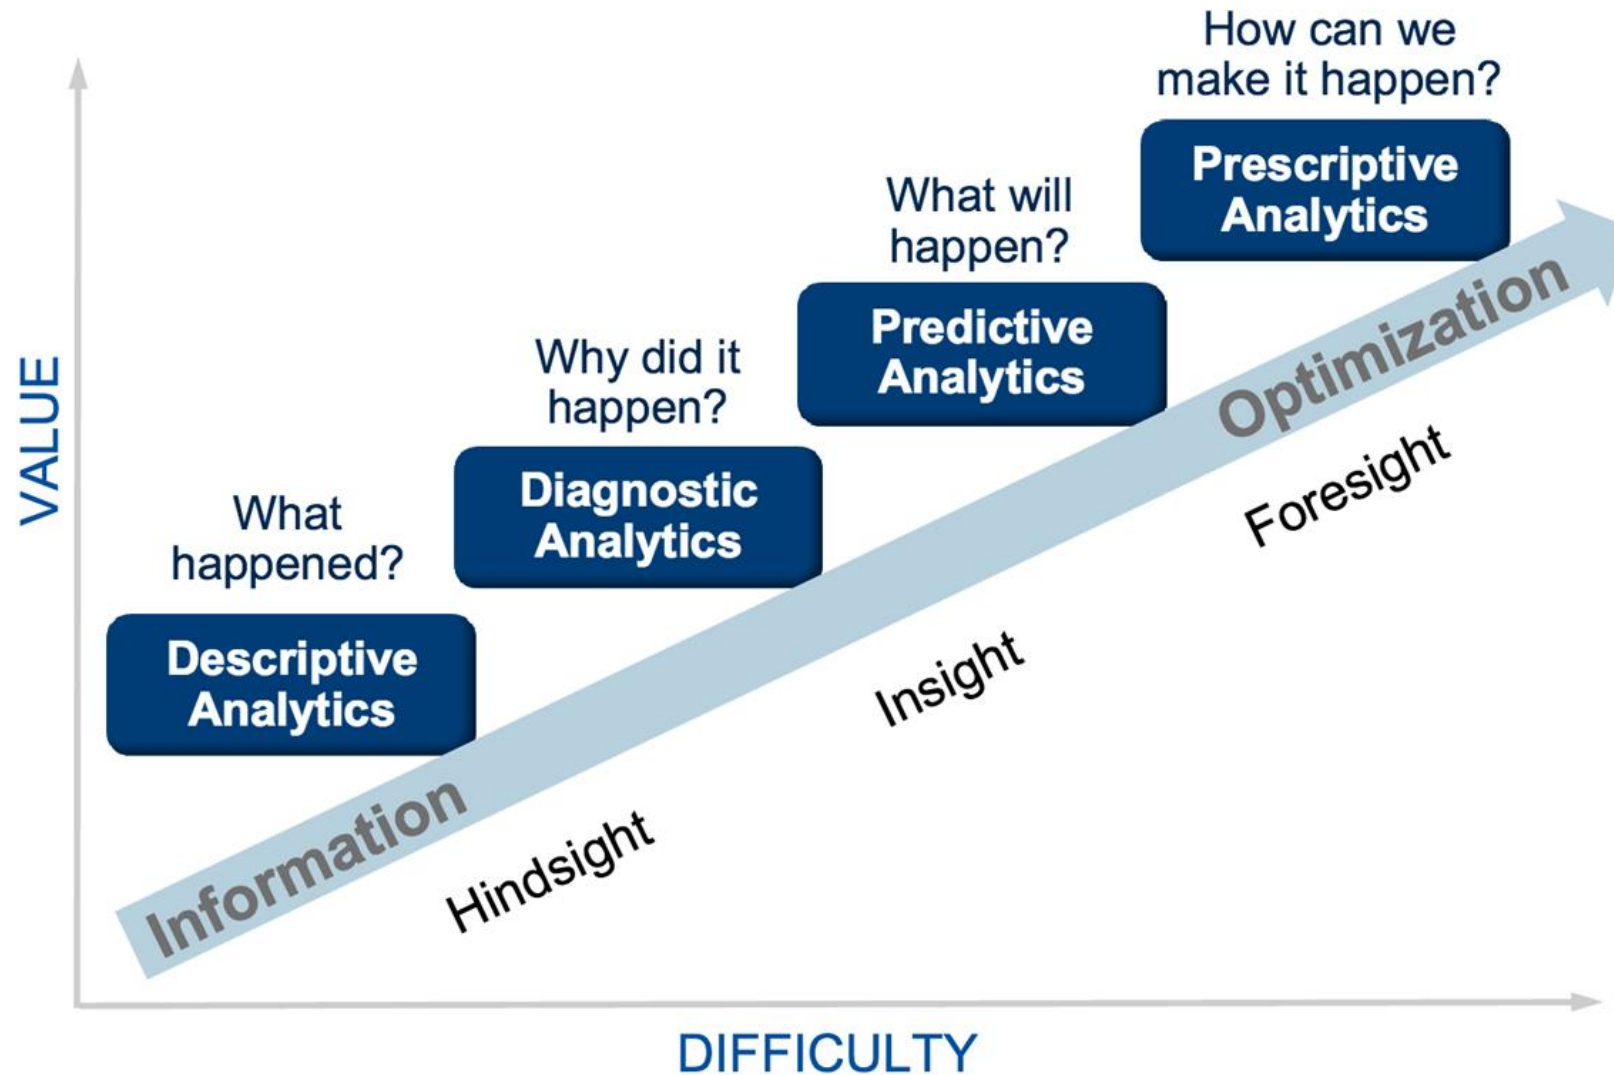 How can we
make it happen?
Prescriptive
Analytics
What will
happen?
Predictive
Analytics
Why did it
happen?
Diagnostic
Analytics
What
happened?
Descriptive
Analytics
VALUE
Information
Optimization
Hindsight
Insight
Foresight
DIFFICULTY